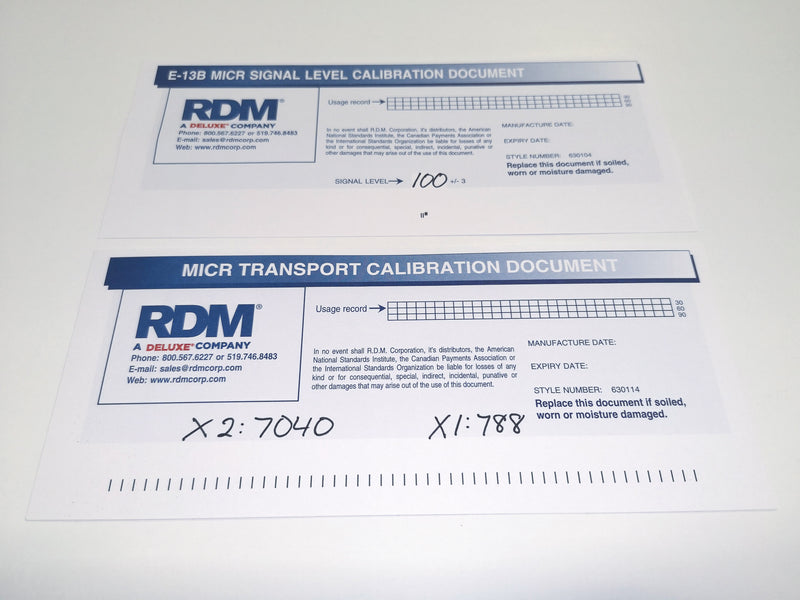 E-13B MICR SIGNAL LEVEL CALIBRATION DOCUMENT
RDM®
A DELUXE® COMPANY
Phone: 800.567.6227 or 519.746.8483
E-mail: sales@rdmcorp.com
Web: www.rdmcorp.com
Usage record
In no event shall R.D.M. Corporation, it's distributors, the American
National Standards Institute, the Canadian Payments Association or
the International Standards Organization be liable for losses of any
kind or for consequential, special, indirect, incidental, punative or
other damages that may arise out of the use of this document.
MANUFACTURE DATE:
EXPIRY DATE:
STYLE NUMBER: 630104
Replace this document if soiled,
worn or moisture damaged.
SIGNAL LEVEL 100 +/- 3
MICR TRANSPORT CALIBRATION DOCUMENT
RDM®
A DELUXE® COMPANY
Phone: 800.567.6227 or 519.746.8483
E-mail: sales@rdmcorp.com
Web: www.rdmcorp.com
Usage record
30
60
90
In no event shall R.D.M. Corporation, it's distributors, the American
National Standards Institute, the Canadian Payments Association or
the International Standards Organization be liable for losses of any
kind or for consequential, special, indirect, incidental, punative or
other damages that may arise out of the use of this document.
MANUFACTURE DATE:
EXPIRY DATE:
STYLE NUMBER: 630114
Replace this document if soiled,
worn or moisture damaged.
X2:7040 X1:788